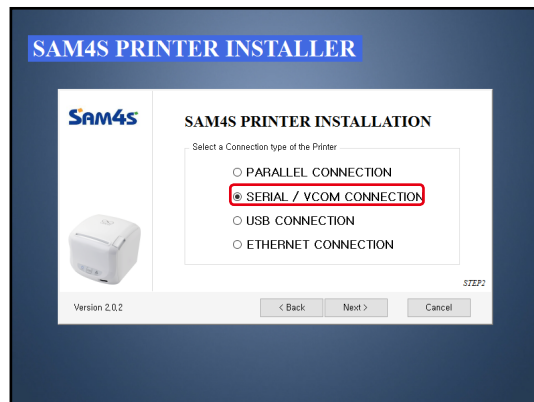 SAM4S PRINTER INSTALLER
SAM4S
SAM4S PRINTER INSTALLATION
Select a Connection type of the Printer
PARALLEL CONNECTION
SERIAL / VCOM CONNECTION
USB CONNECTION
ETHERNET CONNECTION
STEP2
Version 2,0,2
< Back
Next >
Cancel